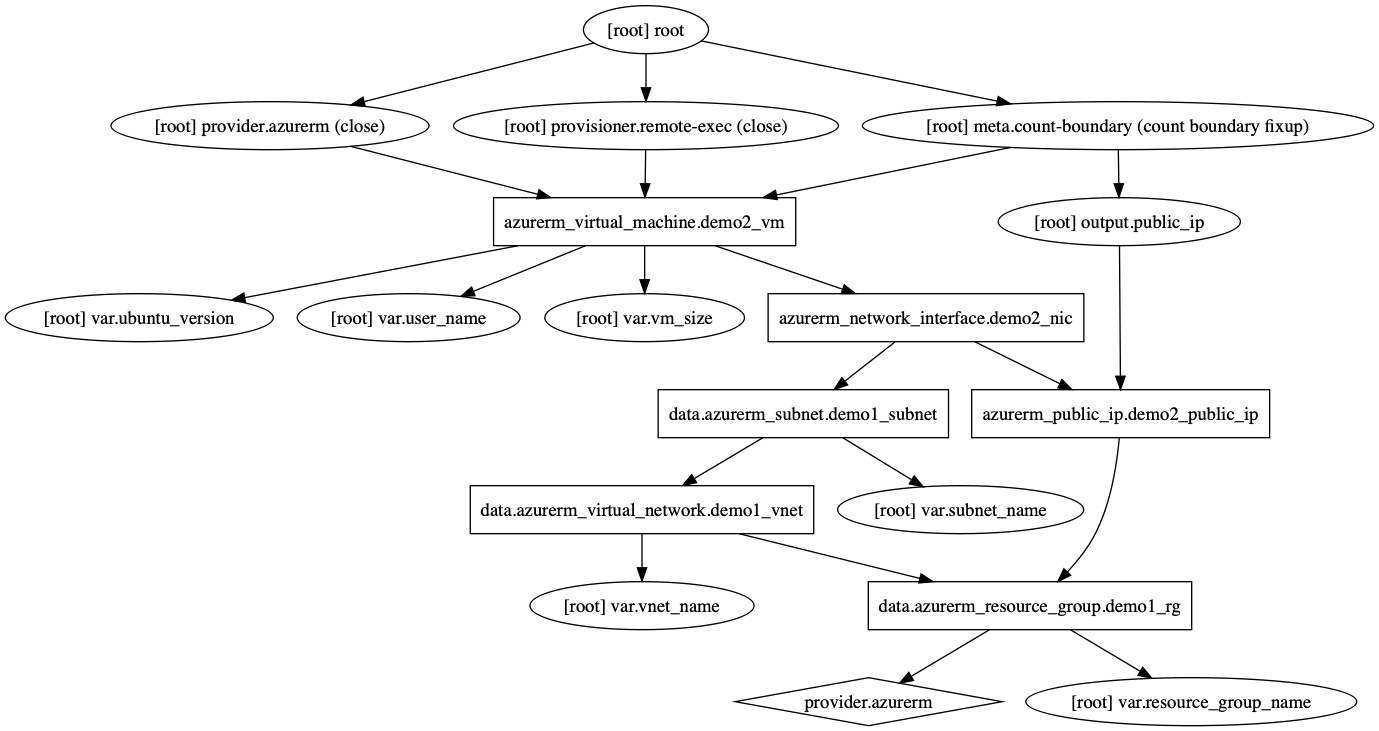 [root] root
[root] provider.azurerm (close)
[root] provisioner.remote-exec (close)
[root] meta.count-boundary (count boundary fixup)
azurerm_virtual_machine.demo2_vm
[root] output.public_ip
[root] var.ubuntu_version
[root] var.user_name
[root] var.vm_size
azurerm_network_interface.demo2_nic
data.azurerm_subnet.demo1_subnet
azurerm_public_ip.demo2_public_ip
data.azurerm_virtual_network.demo1_vnet
[root] var.subnet_name
[root] var.vnet_name
data.azurerm_resource_group.demo1_rg
provider.azurerm
[root] var.resource_group_name